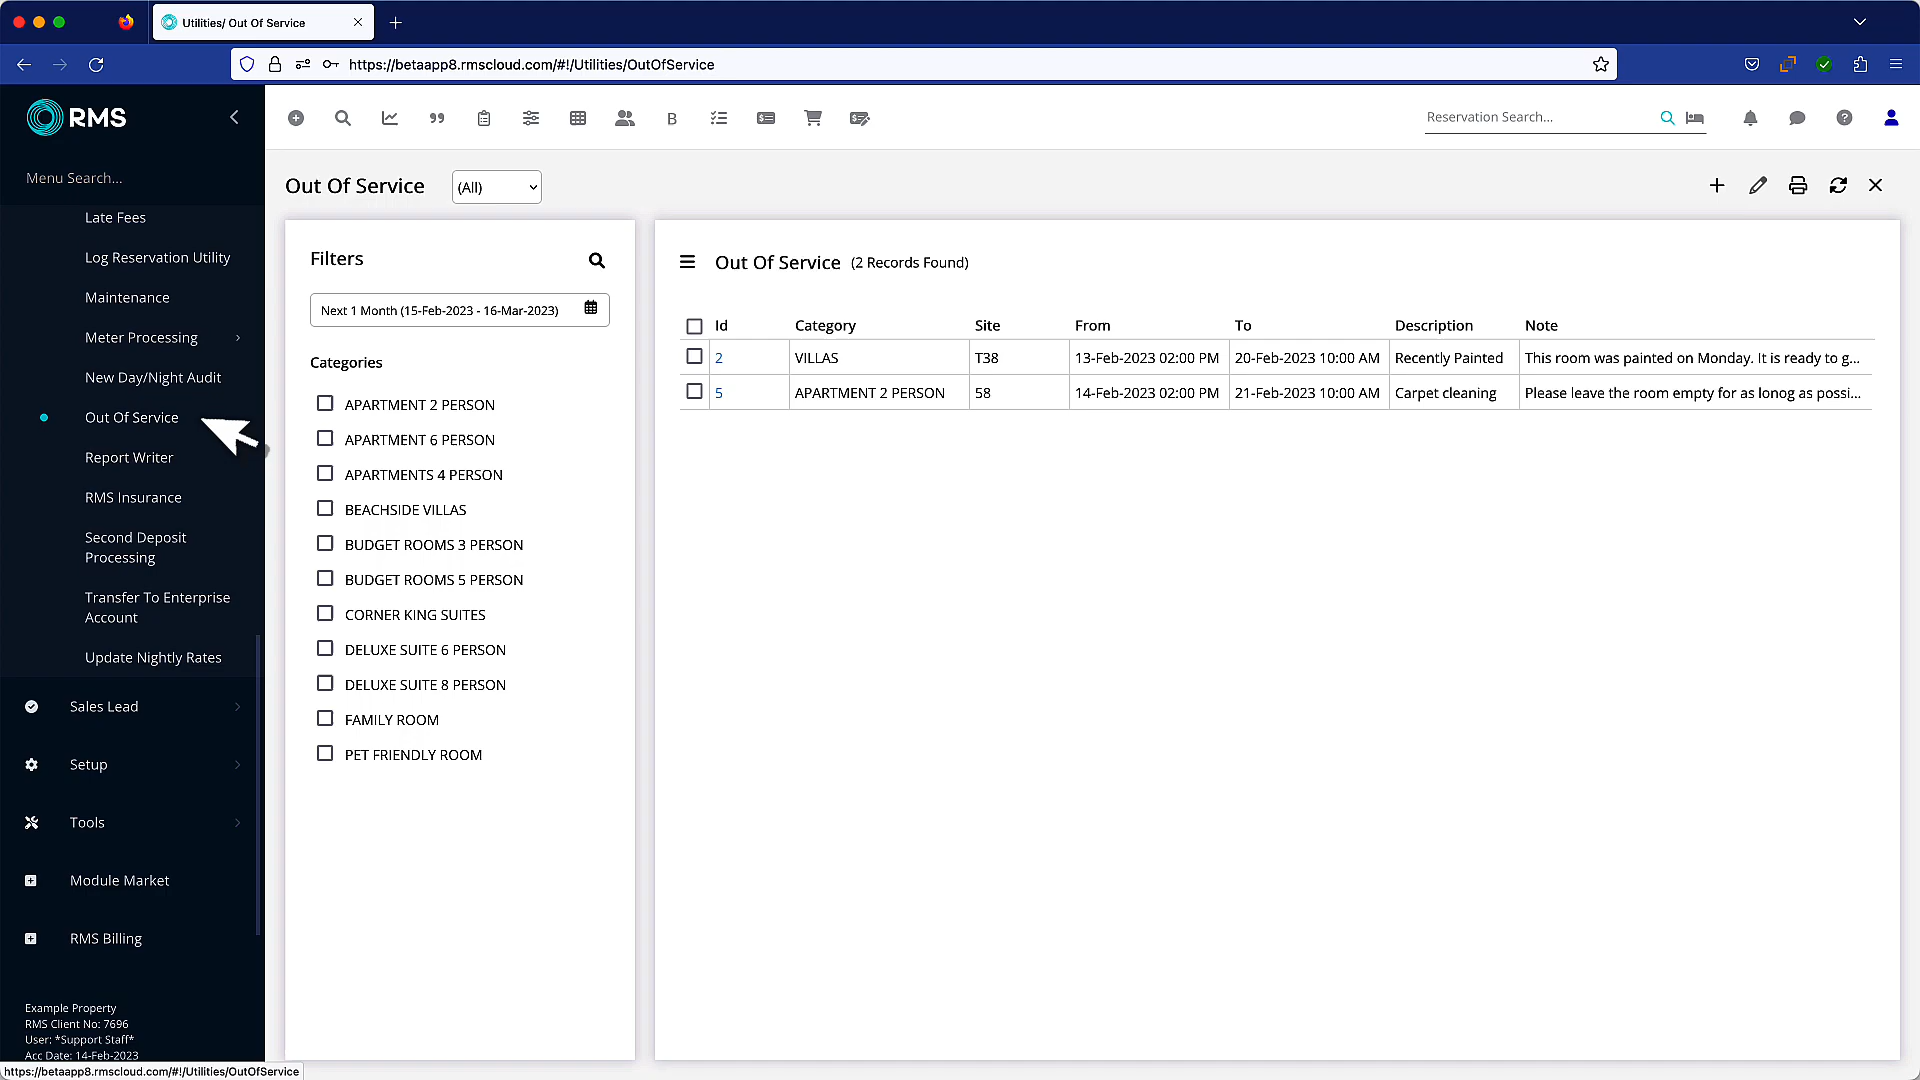 Utilities/ Out Of Service
https://betaapp8.rmscloud.com/#!/Utilities/OutOfService
RMS
Menu Search...
Late Fees
Log Reservation Utility
Maintenance
Meter Processing
New Day/Night Audit
Out Of Service
Report Writer
RMS Insurance
Second Deposit
Processing
Transfer To Enterprise
Account
Update Nightly Rates
Sales Lead
Setup
Tools
Module Market
RMS Billing
Example Property
RMS Client No: 7696
User: *Support Staff*
Acc Date: 14-Feb-2023
https://betaapp8.rmscloud.com/#!/Utilities/OutOfService
B
Reservation Search...
Out Of Service (All)
Filters
Next 1 Month (15-Feb-2023 - 16-Mar-2023)
Categories
APARTMENT 2 PERSON
APARTMENT 6 PERSON
APARTMENTS 4 PERSON
BEACHSIDE VILLAS
BUDGET ROOMS 3 PERSON
BUDGET ROOMS 5 PERSON
CORNER KING SUITES
DELUXE SUITE 6 PERSON
DELUXE SUITE 8 PERSON
FAMILY ROOM
PET FRIENDLY ROOM
Out Of Service (2 Records Found)
Id Category Site From To Description Note
2 VILLAS T38 13-Feb-2023 02:00 PM 20-Feb-2023 10:00 AM Recently Painted This room was painted on Monday. It is ready to g...
5 APARTMENT 2 PERSON 58 14-Feb-2023 02:00 PM 21-Feb-2023 10:00 AM Carpet cleaning Please leave the room empty for as lonog as possi...